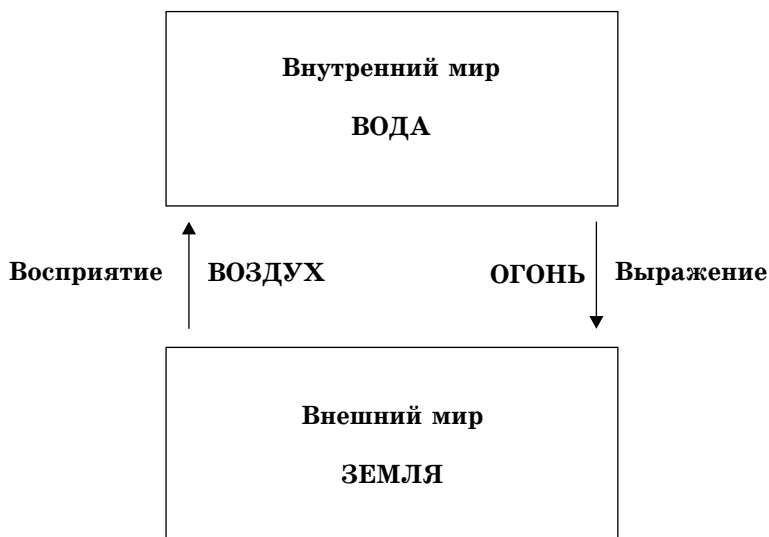 Внутренний мир
ВОДА
Восприятие ВОЗДУХ ОГОНЬ Выражение
Внешний мир
ЗЕМЛЯ